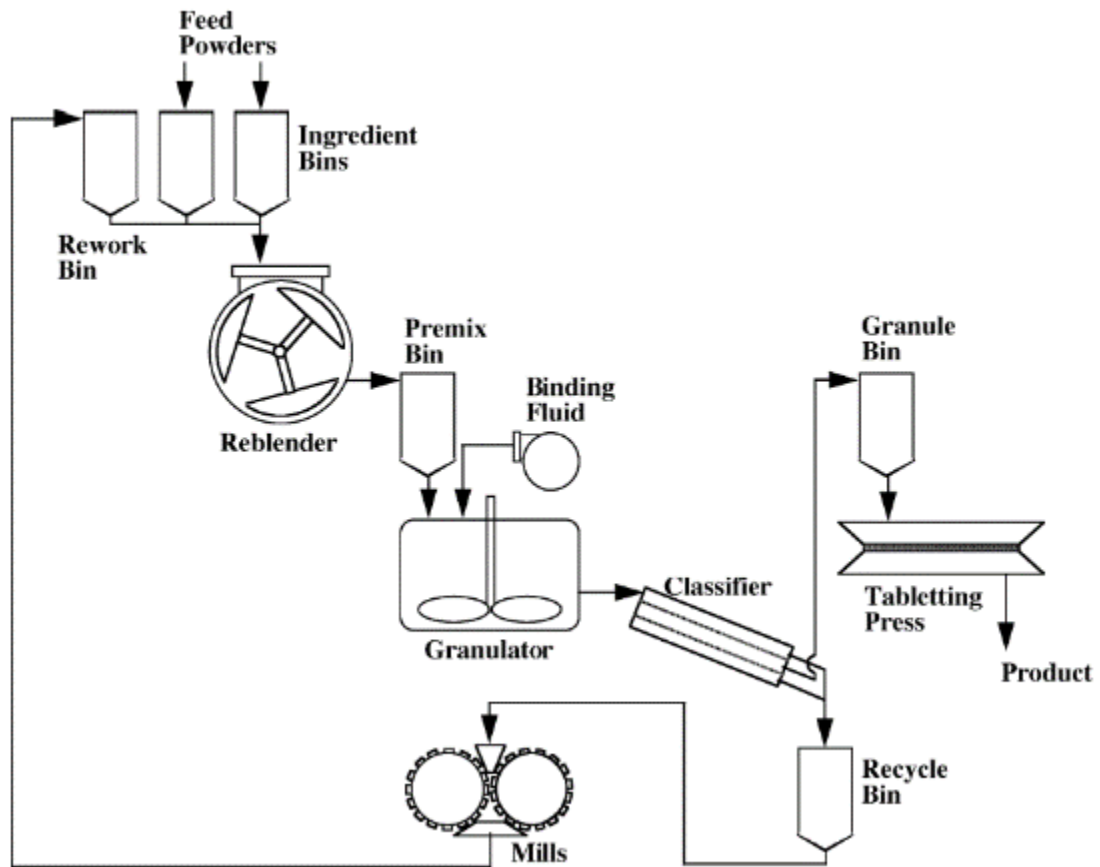 Feed
Powders
Ingredient
Bins
Rework
Bin
Premix
Bin
Binding
Fluid
Reblender
Granule
Bin
Classifier
Tabletting
Press
Granulator
Product
Recycle
Bin
Mills